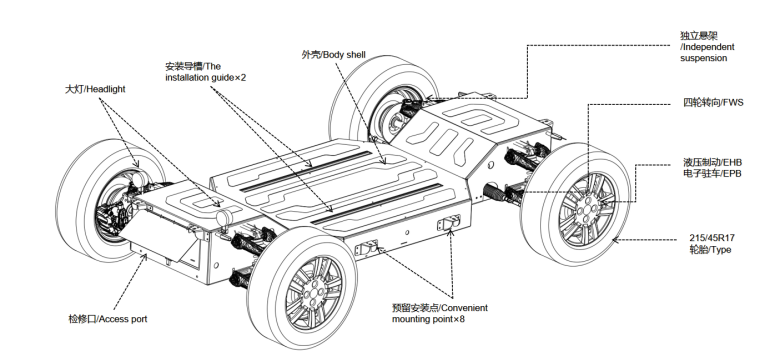 独立悬架
/Independent
suspension
外壳/Body shell
安装导槽/The
installation guide×2
大灯/Headlight
四轮转向/FWS
液压制动/EHB
电子驻车/EPB
215/45R17
轮胎/Type
预留安装点/Convenient
mounting point×8
检修口/Access port